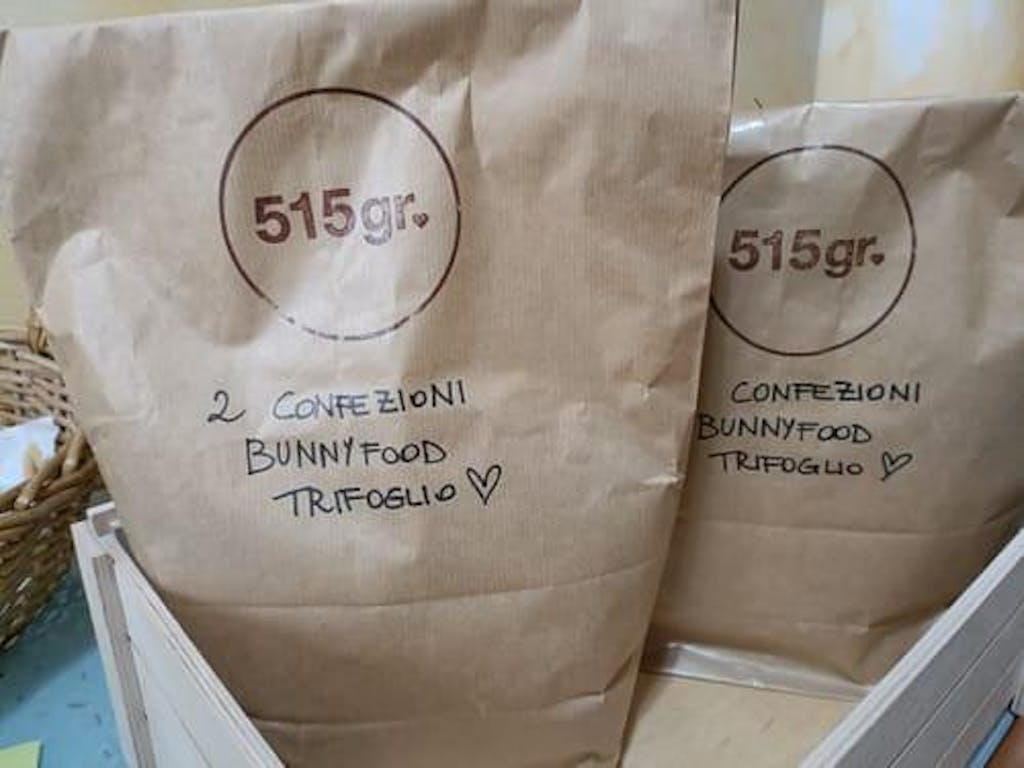 515gr.
2 CONFEZIONI
BUNNYFOOD
TRIFOGLIO
515gr.
CONFEZIONI
BUNNYFOOD
TRIFOGLIO